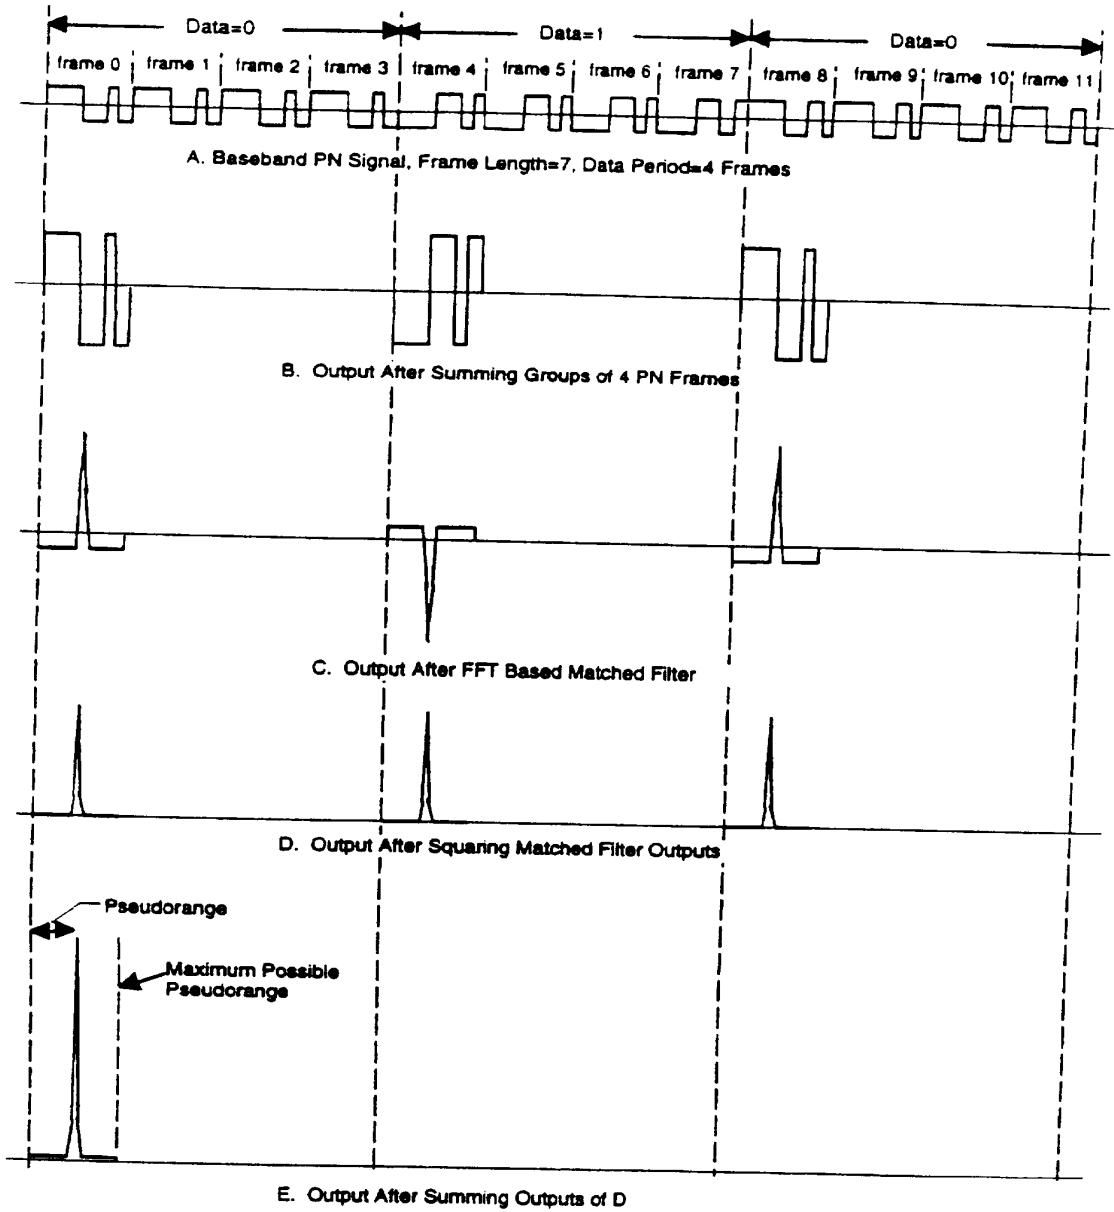 Data=0 Data=1 Data=0
frame 0 frame 1 frame 2 frame 3 frame 4 frame 5 frame 6 frame 7 frame 8 frame 9 frame 10 frame 11
A. Baseband PN Signal, Frame Length=7, Data Period=4 Frames
B. Output After Summing Groups of 4 PN Frames
C. Output After FFT Based Matched Filter
D. Output After Squaring Matched Filter Outputs
Pseudorange
Maximum Possible
Pseudorange
E. Output After Summing Outputs of D